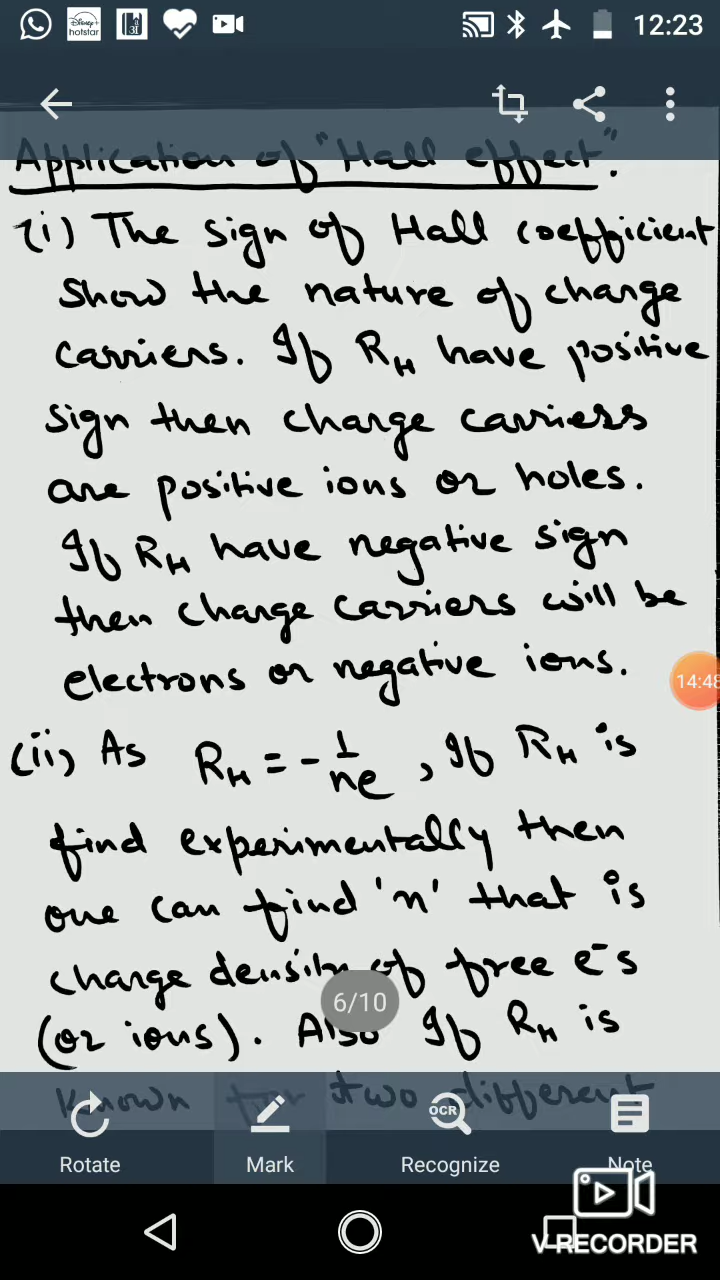 12:23
Application of "Hall effect".
(i) The sign of Hall coefficient
show the nature of charge
carriers. If RH have positive
sign then charge carriers
are positive ions or holes.
If RH have negative sign
then charge carriers will be
electrons or negative ions.
14:48
(ii) As RH = - 1/ne , If RH is
find experimentally then
one can find 'n' that is
charge density of free e-s
6/10
(or ions). Also If RH is
known for two different
Rotate Mark OCR Recognize Note
V RECORDER